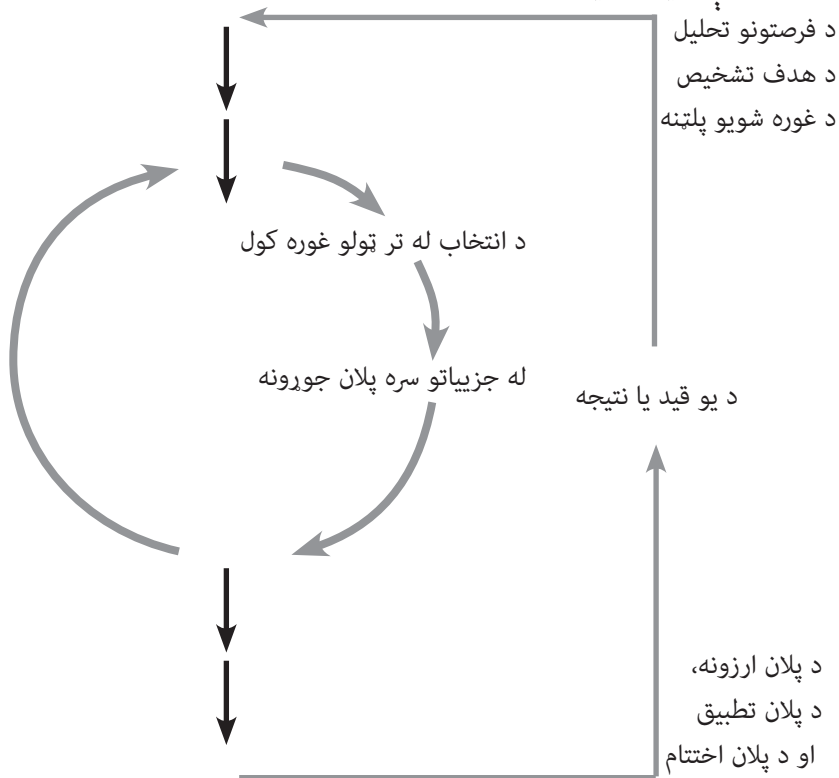 د فرصتونو تحلیل
د هدف تشخیص
د غوره شویو پلټنه
د انتخاب له تر ټولو غوره کول
له جزییاتو سره پلان جوړونه
د یو قید یا نتیجه
د پلان ارزونه،
د پلان تطبیق
او د پلان اختتام